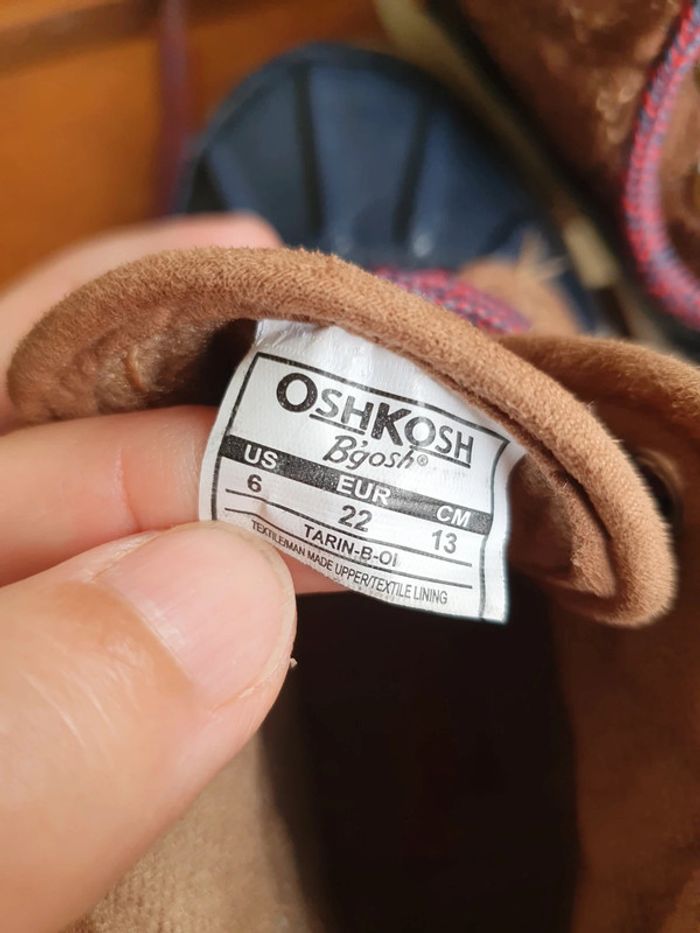 OSHKOSH
B'gosh®
US EUR CM
6 22 13
TARIN-B-OI
TEXTILE/MAN MADE UPPER/TEXTILE LINING